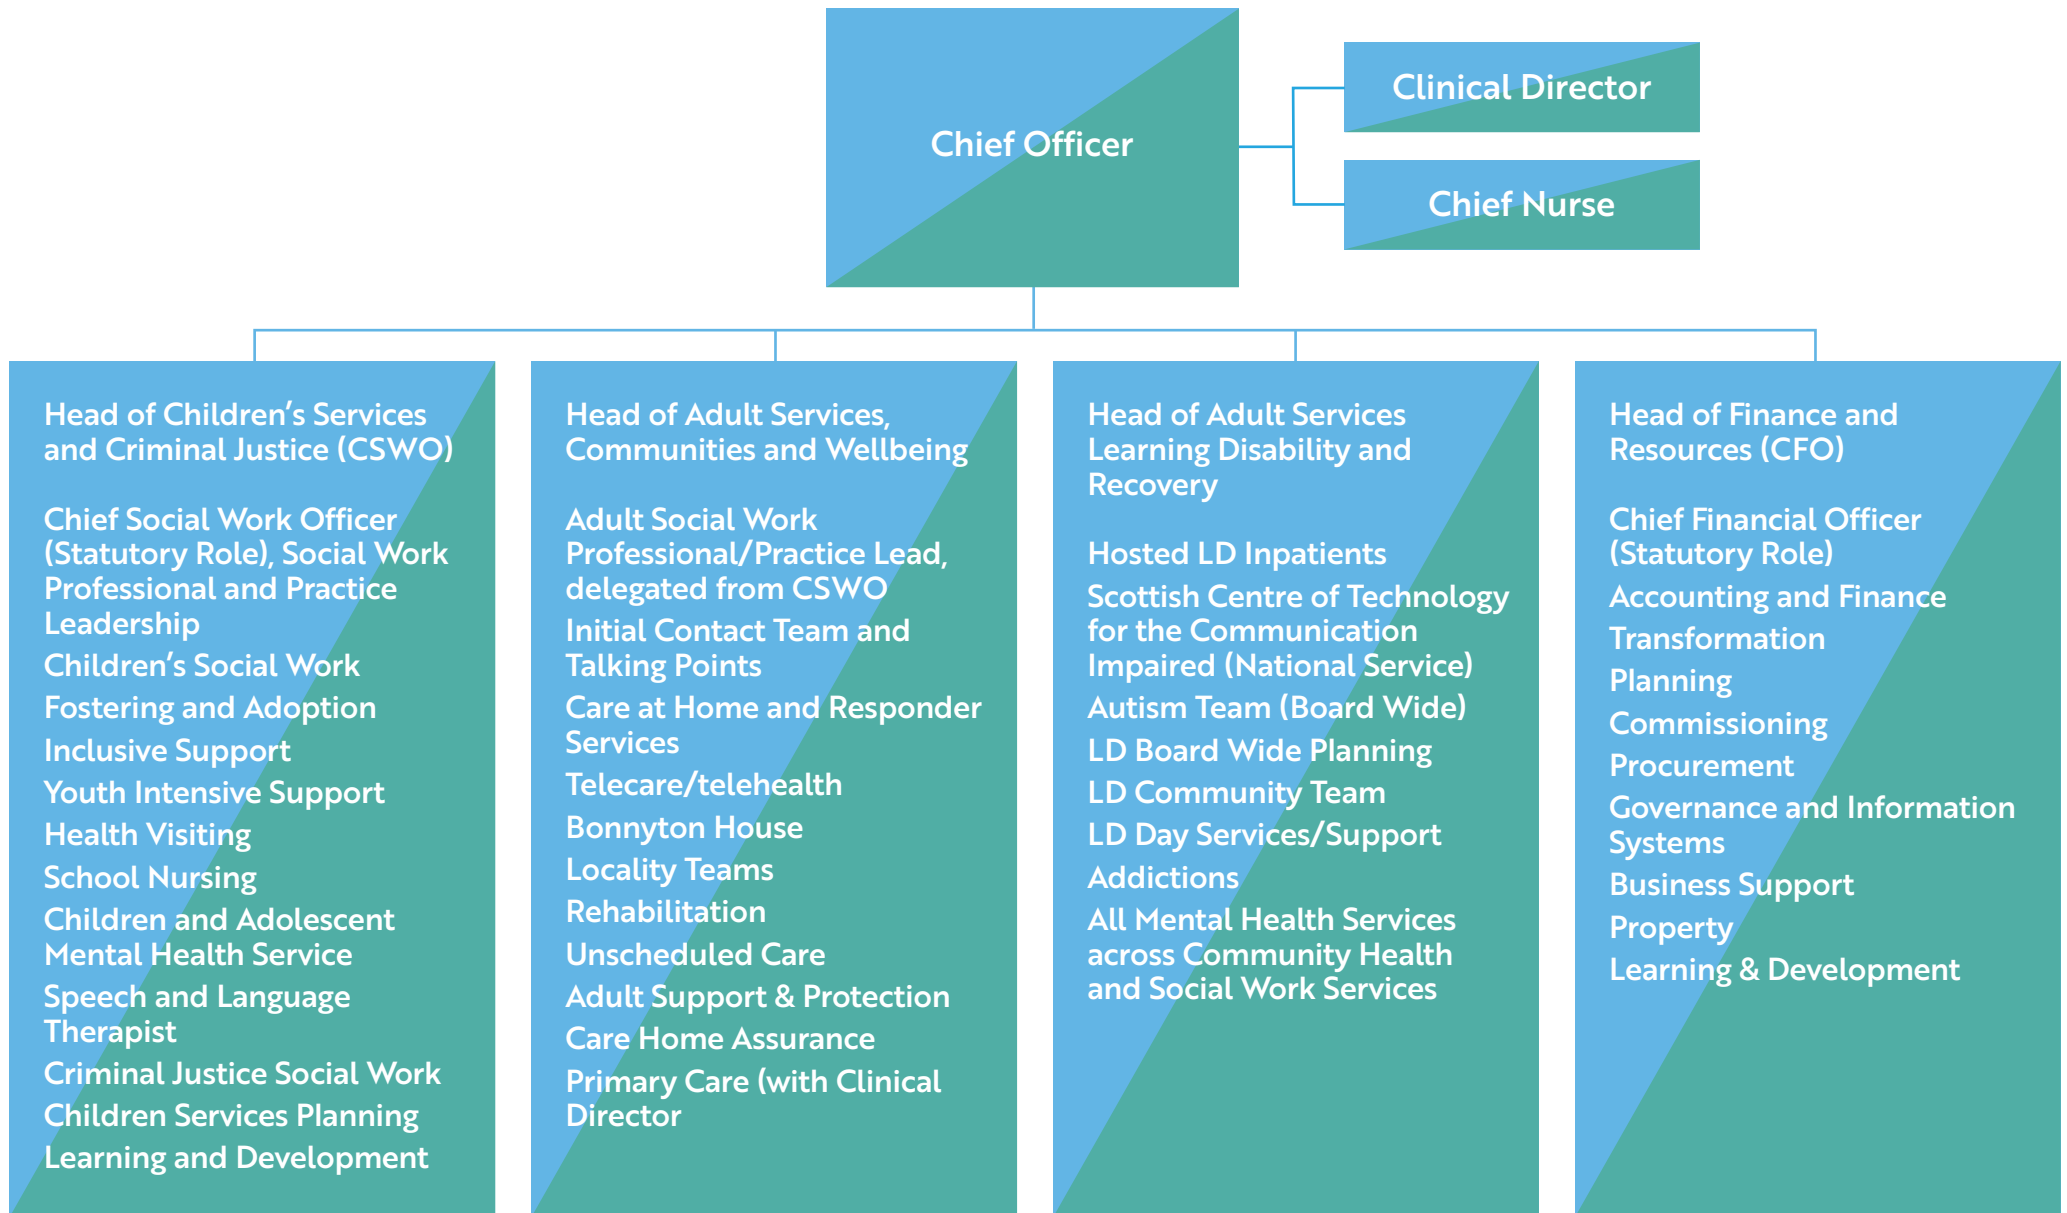 Chief Officer
Clinical Director
Chief Nurse
Head of Children’s Services
and Criminal Justice (CSWO)
Chief Social Work Officer
(Statutory Role), Social Work
Professional and Practice
Leadership
Children’s Social Work
Fostering and Adoption
Inclusive Support
Youth Intensive Support
Health Visiting
School Nursing
Children and Adolescent
Mental Health Service
Speech and Language
Therapist
Criminal Justice Social Work
Children Services Planning
Learning and Development
Head of Adult Services,
Communities and Wellbeing
Adult Social Work
Professional/Practice Lead,
delegated from CSWO
Initial Contact Team and
Talking Points
Care at Home and Responder
Services
Telecare/telehealth
Bonnyton House
Locality Teams
Rehabilitation
Unscheduled Care
Adult Support & Protection
Care Home Assurance
Primary Care (with Clinical
Director
Head of Adult Services
Learning Disability and
Recovery
Hosted LD Inpatients
Scottish Centre of Technology
for the Communication
Impaired (National Service)
Autism Team (Board Wide)
LD Board Wide Planning
LD Community Team
LD Day Services/Support
Addictions
All Mental Health Services
across Community Health
and Social Work Services
Head of Finance and
Resources (CFO)
Chief Financial Officer
(Statutory Role)
Accounting and Finance
Transformation
Planning
Commissioning
Procurement
Governance and Information
Systems
Business Support
Property
Learning & Development